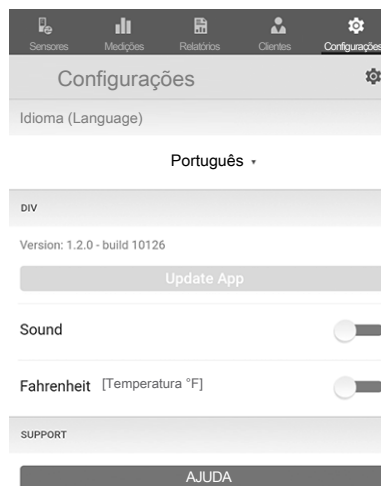 Sensores Medições Relatórios Clientes Configurações
Configurações
Idioma (Language)
Português
DIV
Version: 1.2.0 - build 10126
Update App
Sound
Fahrenheit [Temperatura °F]
SUPPORT
AJUDA